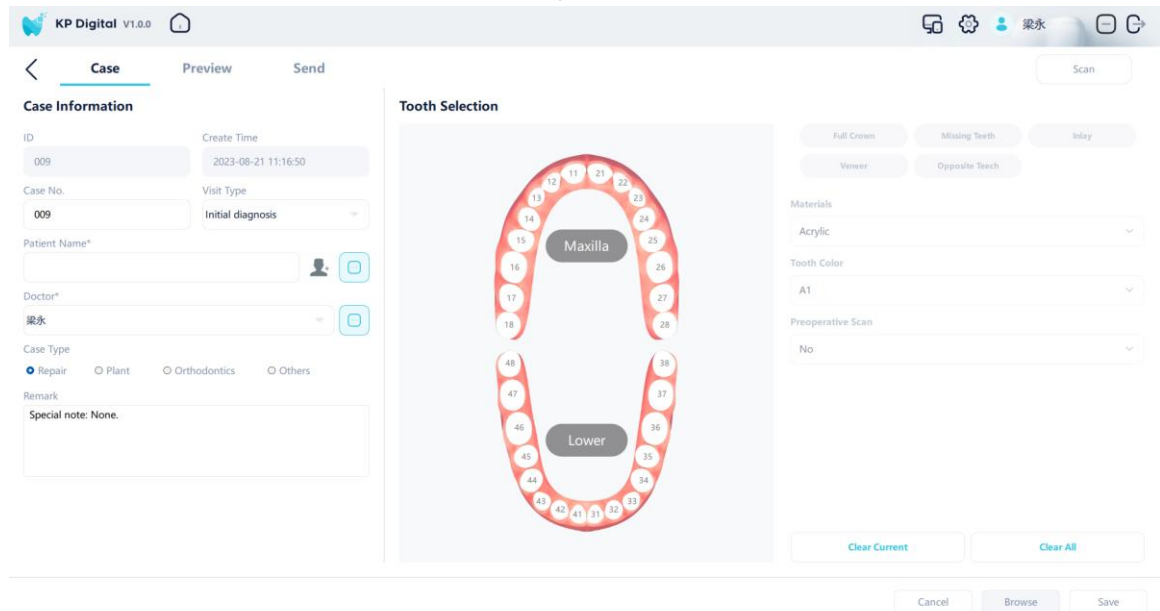 KP Digital V1.0.0
梁永
Case Preview Send
Scan
Case Information
ID Create Time
009 2023-08-21 11:16:50
Case No. Visit Type
009 Initial diagnosis
Patient Name*
Doctor*
梁永
Case Type
Repair Plant Orthodontics Others
Remark
Special note: None.
Tooth Selection
11 21
12 22
13 23
14 24
15 25
Maxilla
16 26
17 27
18 28
48 38
47 37
46 36
Lower
45 35
44 34
43 33
42 41 31 32
Full Crown Missing Teeth Inlay
Veneer Opposite Teech
Materials
Acrylic
Tooth Color
A1
Preoperative Scan
No
Clear Current Clear All
Cancel Browse Save